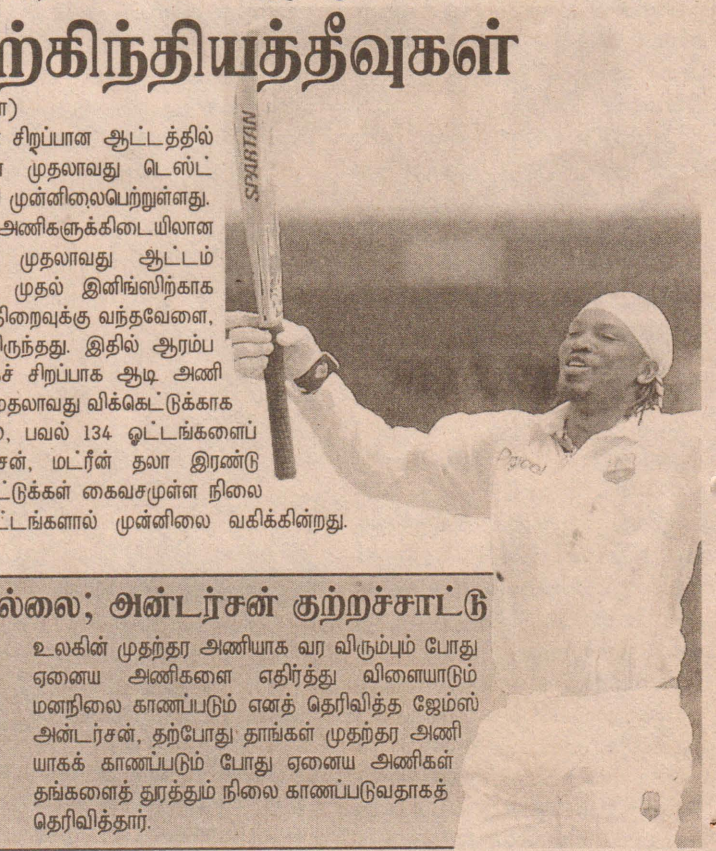 ற்கிந்தியத்தீவுகள்
ா)
சிறப்பான ஆட்டத்தில்
முதலாவது டெஸ்ட்
முன்னிலைபெற்றுள்ளது.
அணிகளுக்கிடையிலான
முதலாவது ஆட்டம்
முதல் இனிங்ஸிற்காக
நிறைவுக்கு வந்தவேளை,
ருந்தது. இதில் ஆரம்ப
ச் சிறப்பாக ஆடி அணி
தலாவது விக்கெட்டுக்காக
0, பவல் 134 ஓட்டங்களைப்
சன், மட்ரீன் தலா இரண்டு
ட்டுக்கள் கைவசமுள்ள நிலை
ட்டங்களால் முன்னிலை வகிக்கின்றது.
SPARTAN
Digicel
ல்லை; அன்டர்சன் குற்றச்சாட்டு
உலகின் முதற்தர அணியாக வர விரும்பும் போது
ஏனைய அணிகளை எதிர்த்து விளையாடும்
மனநிலை காணப்படும் எனத் தெரிவித்த ஜேம்ஸ்
அன்டர்சன், தற்போது தாங்கள் முதற்தர அணி
யாகக் காணப்படும் போது ஏனைய அணிகள்
தங்களைத் துரத்தும் நிலை காணப்படுவதாகத்
தெரிவித்தார்.